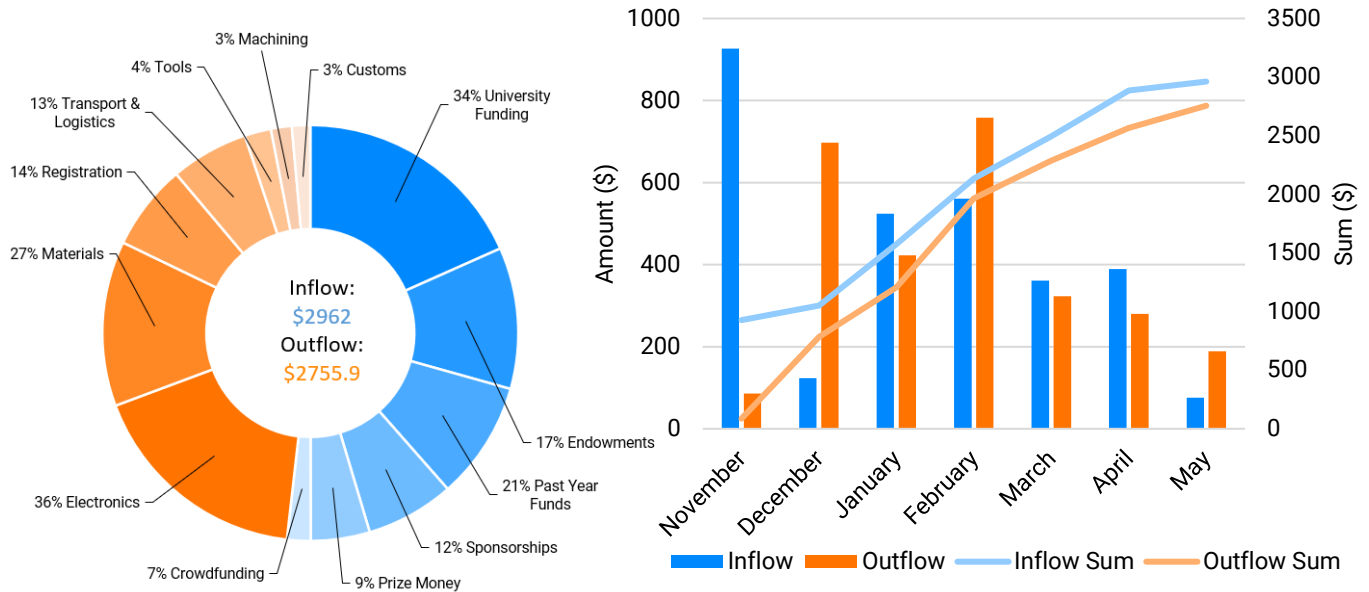 3% Machining
4% Tools
3% Customs
13% Transport &
Logistics
34% University
Funding
14% Registration
27% Materials
Inflow:
$2962
Outflow:
$2755.9
17% Endowments
36% Electronics
21% Past Year
Funds
12% Sponsorships
7% Crowdfunding
9% Prize Money
1000
800
600
400
200
0
Amount ($)
3500
3000
2500
2000
1500
1000
500
0
Sum ($)
November
December
January
February
March
April
May
Inflow
Outflow
Inflow Sum
Outflow Sum